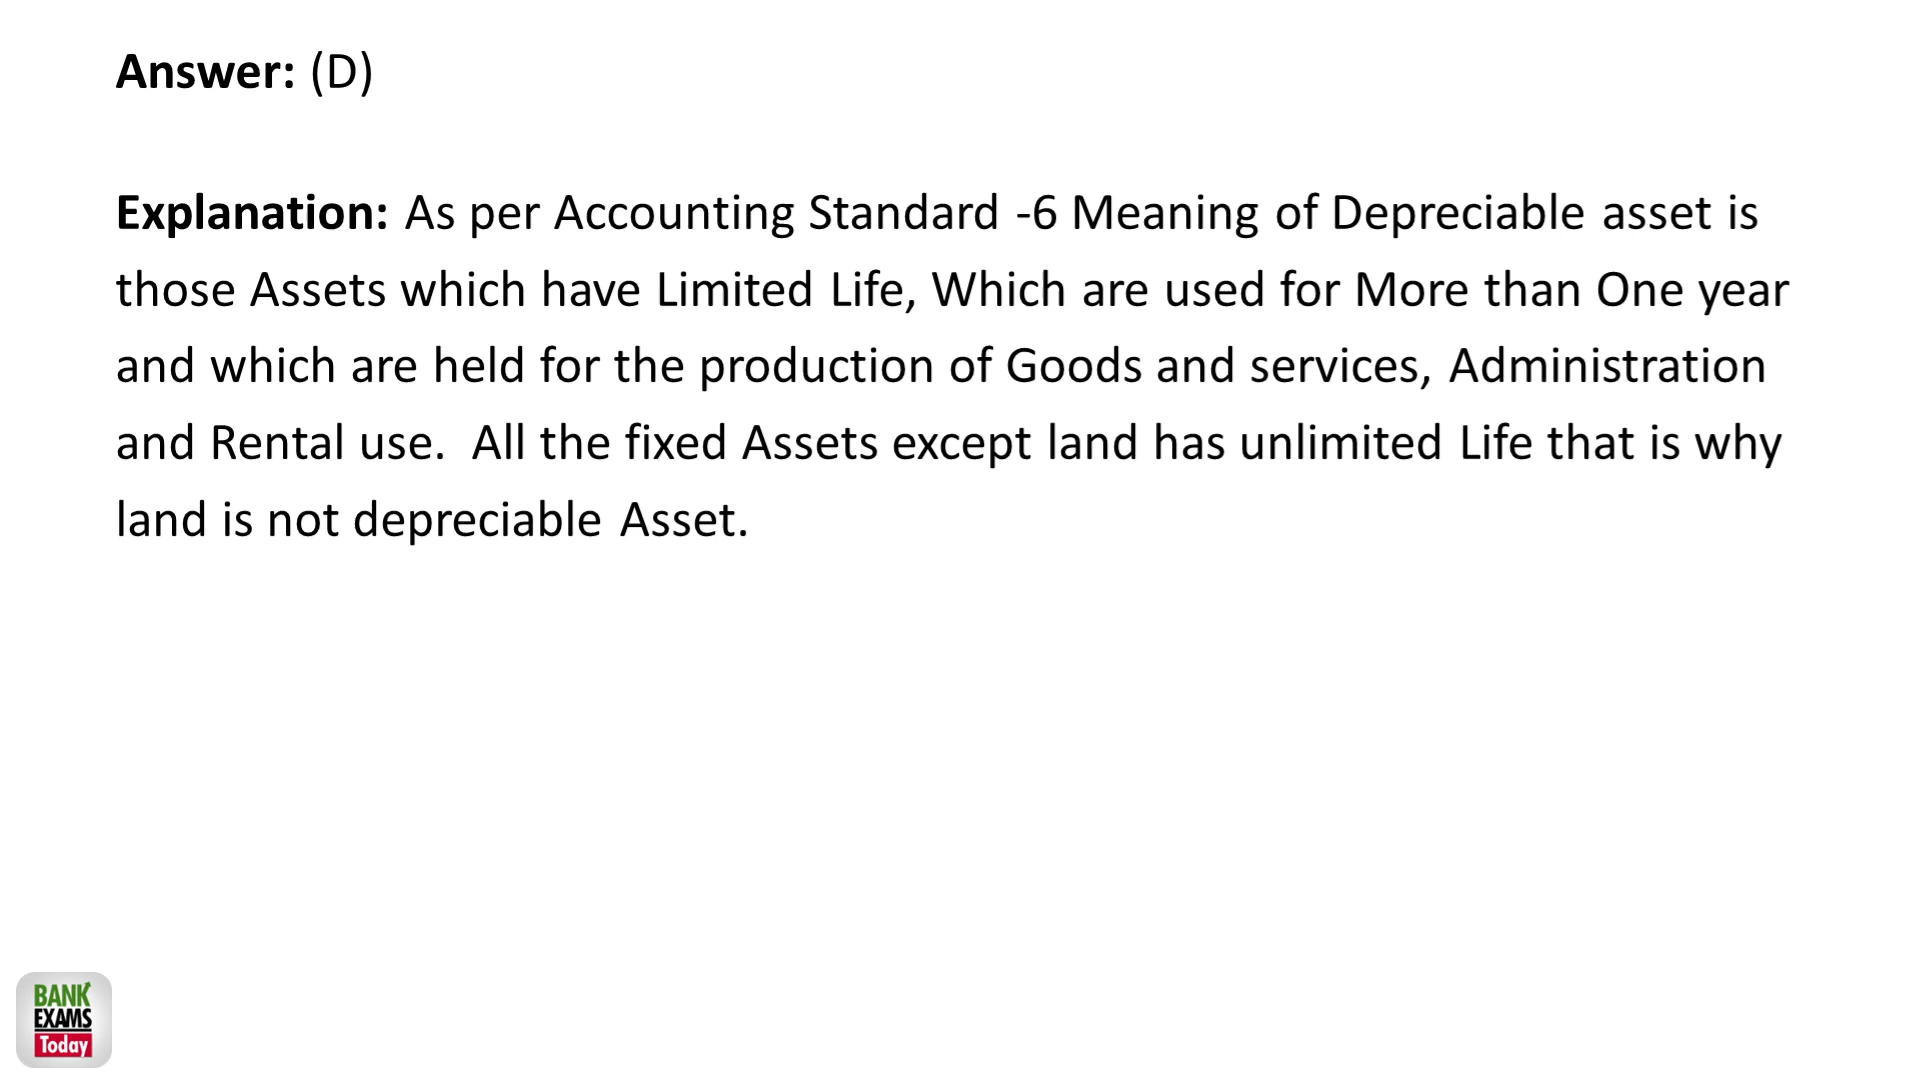 Answer: (D)
Explanation: As per Accounting Standard -6 Meaning of Depreciable asset is
those Assets which have Limited Life, Which are used for More than One year
and which are held for the production of Goods and services, Administration
and Rental use.  All the fixed Assets except land has unlimited Life that is why
land is not depreciable Asset.
BANK
EXAMS
Today